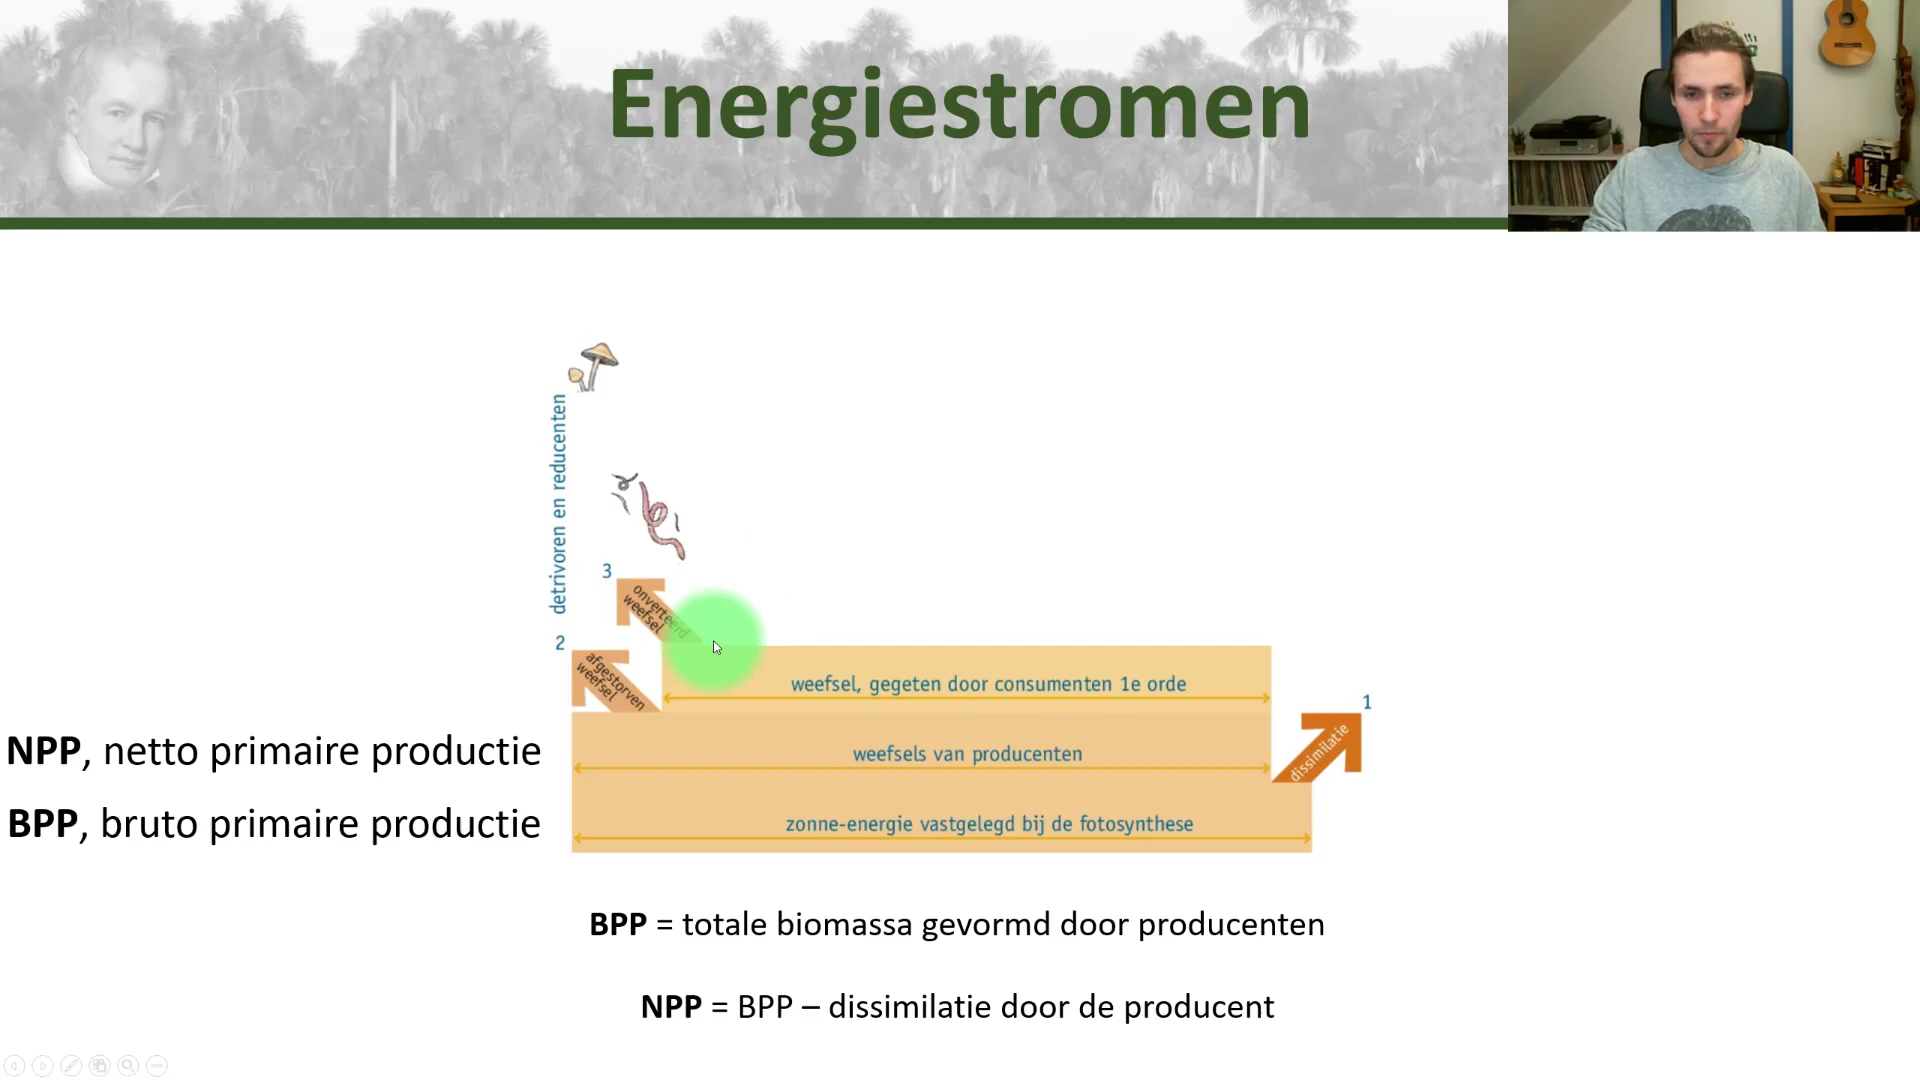 Energiestromen
detrivoren en reducenten
3
onverteerd
weefsel
2
afgestorven
weefsel
weefsel, gegeten door consumenten 1e orde
1
dissimilatie
NPP, netto primaire productie
weefsels van producenten
BPP, bruto primaire productie
zonne-energie vastgelegd bij de fotosynthese
BPP = totale biomassa gevormd door producenten
NPP = BPP – dissimilatie door de producent